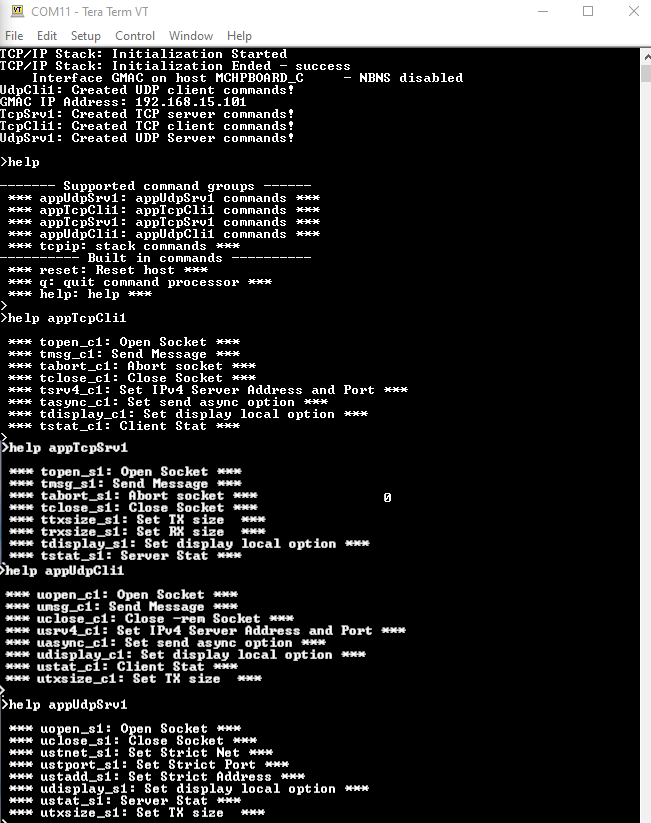 COM11 - Tera Term VT
File Edit Setup Control Window Help
TCP/IP Stack: Initialization Started
TCP/IP Stack: Initialization Ended - success
    Interface GMAC on host MCHPBOARD_C     - NBNS disabled
UdpCli1: Created UDP client commands!
GMAC IP Address: 192.168.15.101
TcpSrv1: Created TCP server commands!
TcpCli1: Created TCP client commands!
UdpSrv1: Created UDP Server commands!
>help
------- Supported command groups ------
 *** appUdpSrv1: appUdpSrv1 commands ***
 *** appTcpCli1: appTcpCli1 commands ***
 *** appTcpSrv1: appTcpSrv1 commands ***
 *** appUdpCli1: appUdpCli1 commands ***
 *** tcpip: stack commands ***
---------- Built in commands ----------
 *** reset: Reset host ***
 *** q: quit command processor ***
 *** help: help ***
>
>help appTcpCli1
 *** topen_c1: Open Socket ***
 *** tmsg_c1: Send Message ***
 *** tabort_c1: Abort socket ***
 *** tclose_c1: Close Socket ***
 *** tsrv4_c1: Set IPv4 Server Address and Port ***
 *** tasync_c1: Set send async option ***
 *** tdisplay_c1: Set display local option ***
 *** tstat_c1: Client Stat ***
>
>help appTcpSrv1
 *** topen_s1: Open Socket ***
 *** tmsg_s1: Send Message ***
 *** tabort_s1: Abort socket *** 0
 *** tclose_s1: Close Socket ***
 *** ttxsize_s1: Set TX size  ***
 *** trxsize_s1: Set RX size  ***
 *** tdisplay_s1: Set display local option ***
 *** tstat_s1: Server Stat ***
>help appUdpCli1
 *** uopen_c1: Open Socket ***
 *** umsg_c1: Send Message ***
 *** uclose_c1: Close -rem Socket ***
 *** usrv4_c1: Set IPv4 Server Address and Port ***
 *** uasync_c1: Set send async option  ***
 *** udisplay_c1: Set display local option ***
 *** ustat_c1: Client Stat ***
 *** utxsize_c1: Set TX size  ***
>
>help appUdpSrv1
 *** uopen_s1: Open Socket ***
 *** uclose_s1: Close Socket ***
 *** ustnet_s1: Set Strict Net ***
 *** ustport_s1: Set Strict Port ***
 *** ustadd_s1: Set Strict Address ***
 *** udisplay_s1: Set display local option ***
 *** ustat_s1: Server Stat ***
 *** utxsize_s1: Set TX size  ***